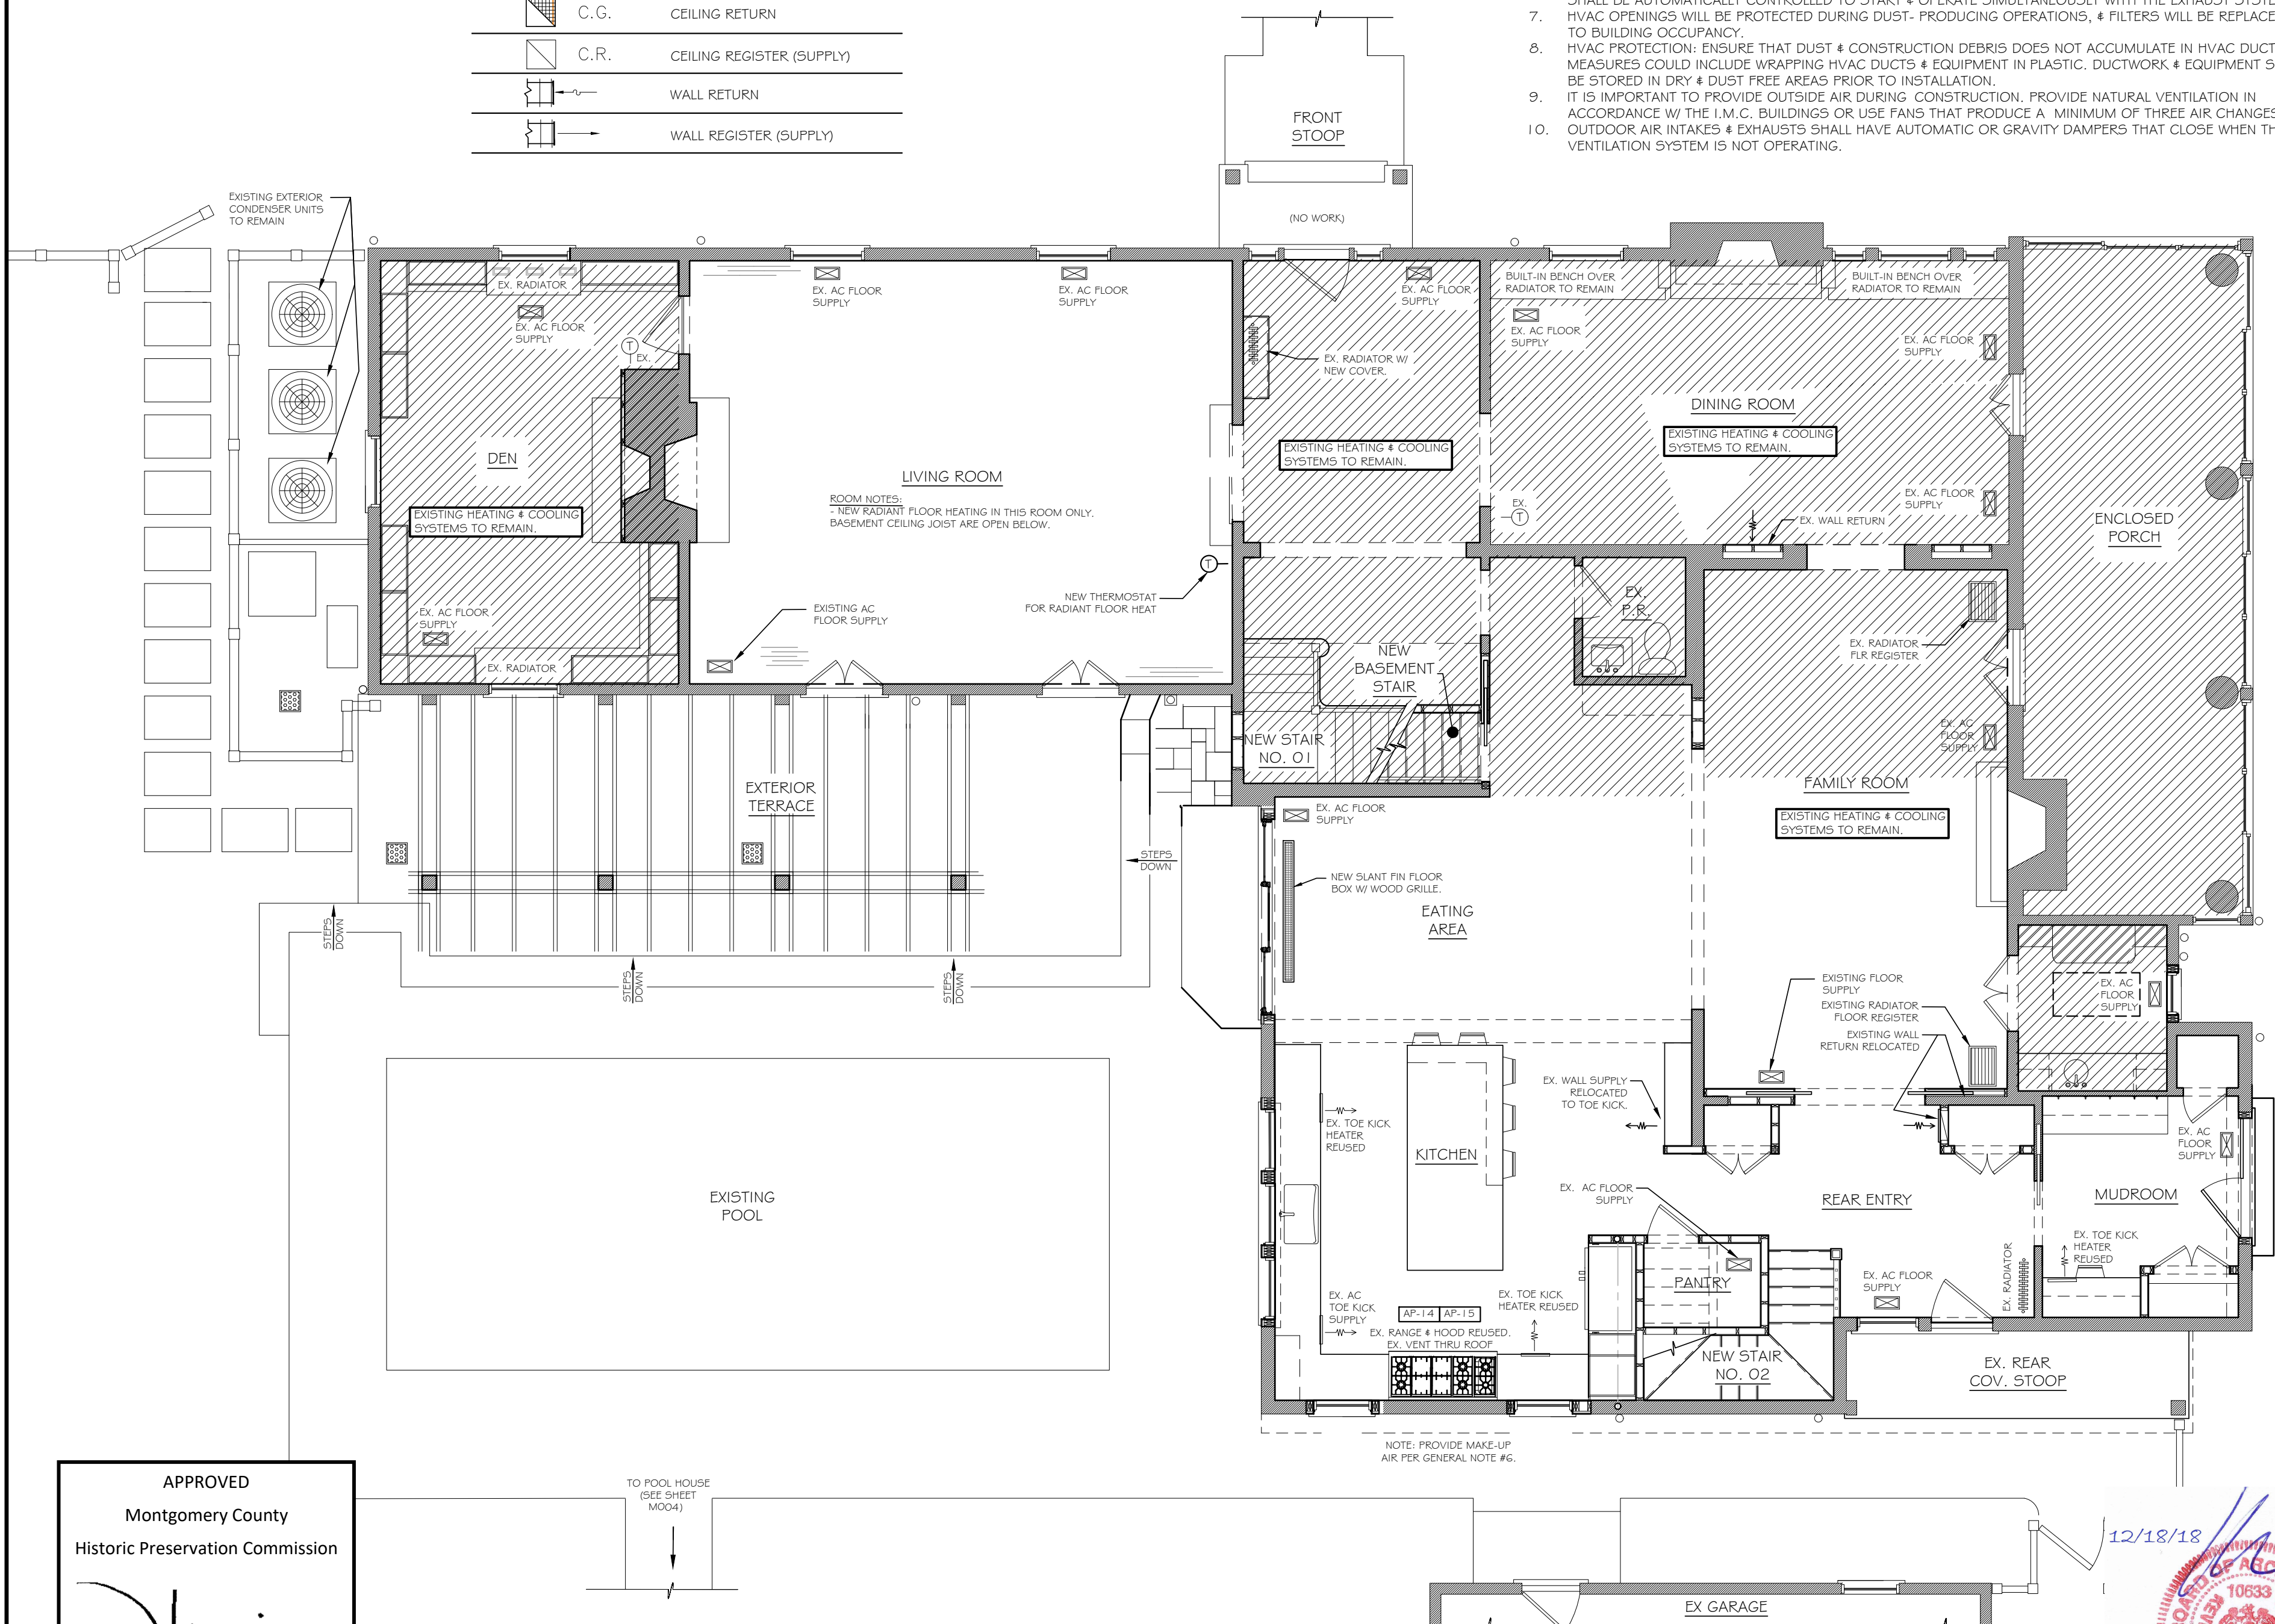 C.G. CEILING RETURN
C.R. CEILING REGISTER (SUPPLY)
WALL RETURN
WALL REGISTER (SUPPLY)
SHALL BE AUTOMATICALLY CONTROLLED TO START & OPERATE SIMULTANEOUSLY WITH THE EXHAUST
7. HVAC OPENINGS WILL BE PROTECTED DURING DUST- PRODUCING OPERATIONS, & FILTERS WILL BE REPLACE
TO BUILDING OCCUPANCY.
8. HVAC PROTECTION: ENSURE THAT DUST & CONSTRUCTION DEBRIS DOES NOT ACCUMULATE IN HVAC DUCT
MEASURES COULD INCLUDE WRAPPING HVAC DUCTS & EQUIPMENT IN PLASTIC. DUCTWORK & EQUIPMENT S
BE STORED IN DRY & DUST FREE AREAS PRIOR TO INSTALLATION.
9. IT IS IMPORTANT TO PROVIDE OUTSIDE AIR DURING CONSTRUCTION. PROVIDE NATURAL VENTILATION IN
ACCORDANCE W/ THE I.M.C. BUILDINGS OR USE FANS THAT PRODUCE A MINIMUM OF THREE AIR CHANGES
10. OUTDOOR AIR INTAKES & EXHAUSTS SHALL HAVE AUTOMATIC OR GRAVITY DAMPERS THAT CLOSE WHEN TH
VENTILATION SYSTEM IS NOT OPERATING.
FRONT
STOOP
(NO WORK)
EXISTING EXTERIOR
CONDENSER UNITS
TO REMAIN
EX. RADIATOR
EX. AC FLOOR
SUPPLY
T
EX.
DEN
EXISTING HEATING & COOLING
SYSTEMS TO REMAIN.
EX. AC FLOOR
SUPPLY
EX. RADIATOR
EX. AC FLOOR
SUPPLY
EX. AC FLOOR
SUPPLY
LIVING ROOM
ROOM NOTES:
- NEW RADIANT FLOOR HEATING IN THIS ROOM ONLY.
BASEMENT CEILING JOIST ARE OPEN BELOW.
T
NEW THERMOSTAT
FOR RADIANT FLOOR HEAT
EXISTING AC
FLOOR SUPPLY
EX. AC FLOOR
SUPPLY
EX. RADIATOR W/
NEW COVER.
EXISTING HEATING & COOLING
SYSTEMS TO REMAIN.
NEW
BASEMENT
STAIR
NEW STAIR
NO. 01
BUILT-IN BENCH OVER
RADIATOR TO REMAIN
BUILT-IN BENCH OVER
RADIATOR TO REMAIN
EX. AC FLOOR
SUPPLY
EX. AC FLOOR
SUPPLY
DINING ROOM
EXISTING HEATING & COOLING
SYSTEMS TO REMAIN.
EX.
T
EX. AC FLOOR
SUPPLY
EX. WALL RETURN
ENCLOSED
PORCH
EX.
P.R.
EX. RADIATOR
FLR REGISTER
EX. AC
FLOOR
SUPPLY
FAMILY ROOM
EXISTING HEATING & COOLING
SYSTEMS TO REMAIN.
EXTERIOR
TERRACE
STEPS
DOWN
STEPS
DOWN
STEPS
DOWN
STEPS
DOWN
EX. AC FLOOR
SUPPLY
NEW SLANT FIN FLOOR
BOX W/ WOOD GRILLE.
EATING
AREA
EXISTING FLOOR
SUPPLY
EXISTING RADIATOR
FLOOR REGISTER
EXISTING WALL
RETURN RELOCATED
EX. AC
FLOOR
SUPPLY
EX. WALL SUPPLY
RELOCATED
TO TOE KICK.
EX. TOE KICK
HEATER
REUSED
KITCHEN
EX. AC FLOOR
SUPPLY
EX. AC
FLOOR
SUPPLY
REAR ENTRY
MUDROOM
EX. TOE KICK
HEATER
REUSED
EX. RADIATOR
EX. AC FLOOR
SUPPLY
PANTRY
EX. AC
TOE KICK
SUPPLY
AP-14 AP-15
EX. TOE KICK
HEATER REUSED
EX. RANGE & HOOD REUSED.
EX. VENT THRU ROOF
NEW STAIR
NO. 02
EX. REAR
COV. STOOP
EXISTING
POOL
NOTE: PROVIDE MAKE-UP
AIR PER GENERAL NOTE #6.
APPROVED
Montgomery County
Historic Preservation Commission
TO POOL HOUSE
(SEE SHEET
M004)
EX GARAGE
12/18/18
10633